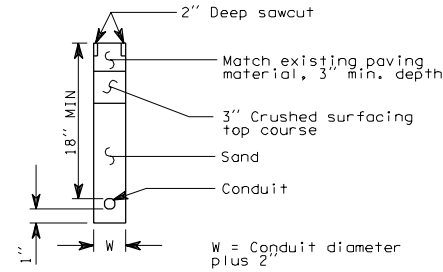 2" Deep sawcut
Match existing paving
material, 3" min. depth
18" MIN
3" Crushed surfacing
top course
Sand
Conduit
1"
W
W = Conduit diameter
plus 2"